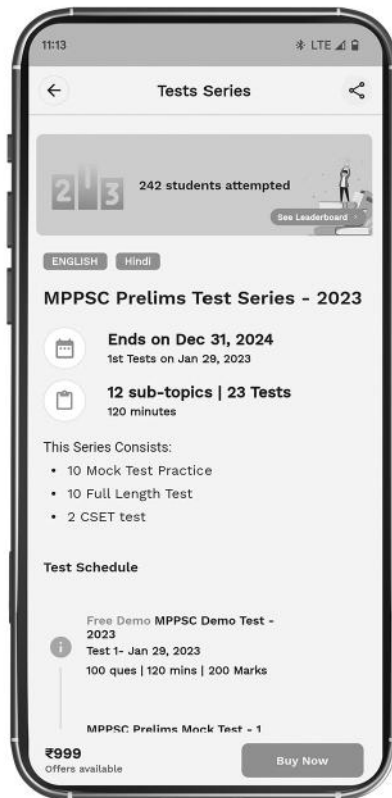 11:13 LTE
Tests Series
2 1 3
242 students attempted
See Leaderboard
ENGLISH Hindi
MPPSC Prelims Test Series - 2023
Ends on Dec 31, 2024
1st Tests on Jan 29, 2023
12 sub-topics | 23 Tests
120 minutes
This Series Consists:
• 10 Mock Test Practice
• 10 Full Length Test
• 2 CSET test
Test Schedule
Free Demo MPPSC Demo Test -
2023
Test 1- Jan 29, 2023
100 ques | 120 mins | 200 Marks
MPPSC Prelims Mock Test - 1
₹999
Offers available
Buy Now